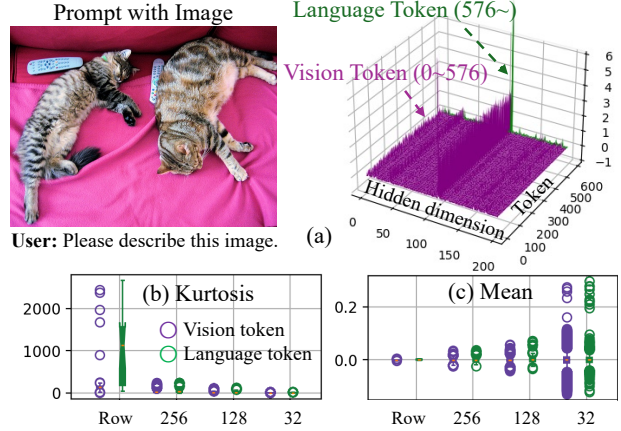 Prompt with Image
User: Please describe this image.
Language Token (576~)
Vision Token (0~576)
6
5
4
3
2
1
0
−1
Hidden dimension
Token
0
50
100
150
200
0
100
200
300
400
500
600
(a)
(b) Kurtosis
Vision token
Language token
2000
1000
0
Row
256
128
32
(c) Mean
0.2
0.0
Row
256
128
32